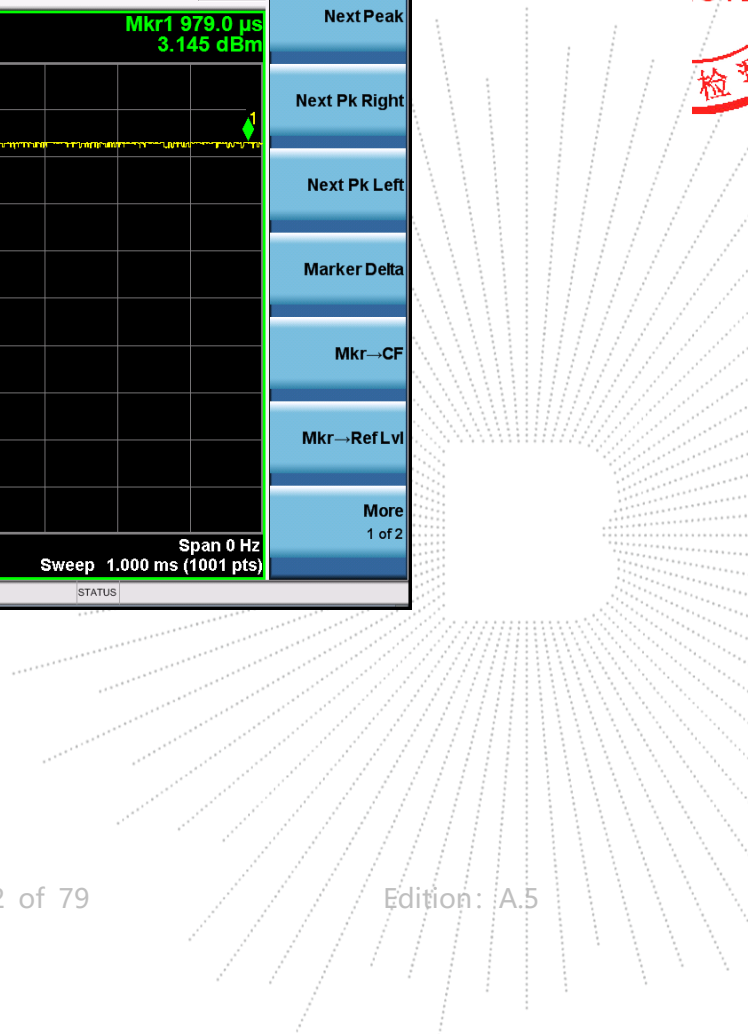 Mkr1 979.0 µs
3.145 dBm
1
Span 0 Hz
Sweep 1.000 ms (1001 pts)
STATUS
Next Peak
Next Pk Right
Next Pk Left
Marker Delta
Mkr→CF
Mkr→Ref Lvl
More
1 of 2
检
of 79
Edition: A.5